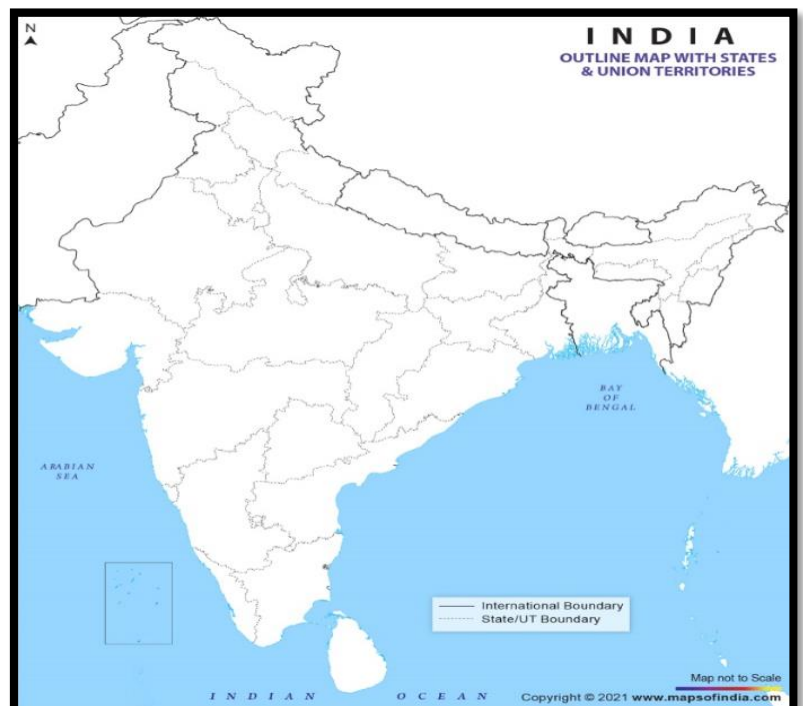 N
INDIA
OUTLINE MAP WITH STATES
& UNION TERRITORIES
BAY
OF
BENGAL
ARABIAN
SEA
International Boundary
State/UT Boundary
Map not to Scale
INDIAN OCEAN
Copyright © 2021 www.mapsofindia.com